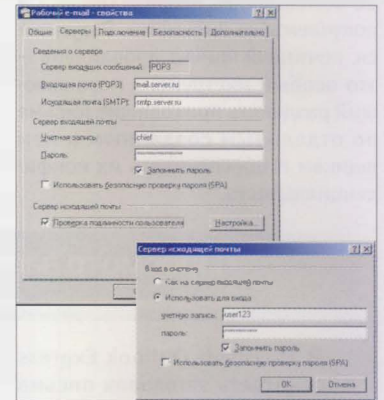 Рабочий e-mail - свойства
Общие Серверы Подключение Безопасность Дополнительно
Сведения о сервере
Сервер входящих сообщений: POP3
Входящая почта (POP3): mail.server.ru
Исходящая почта (SMTP): smtp.server.ru
Сервер входящей почты
Учетная запись: chief
Пароль:
Запомнить пароль
Использовать безопасную проверку пароля (SPA)
Сервер исходящей почты
Проверка подлинности пользователя Настройка...
Сервер исходящей почты
Вход в систему
Как на сервер входящей почты
Использовать для входа
учетную запись: user123
пароль:
Запомнить пароль
Использовать безопасную проверку пароля (SPA)
OK Отмена